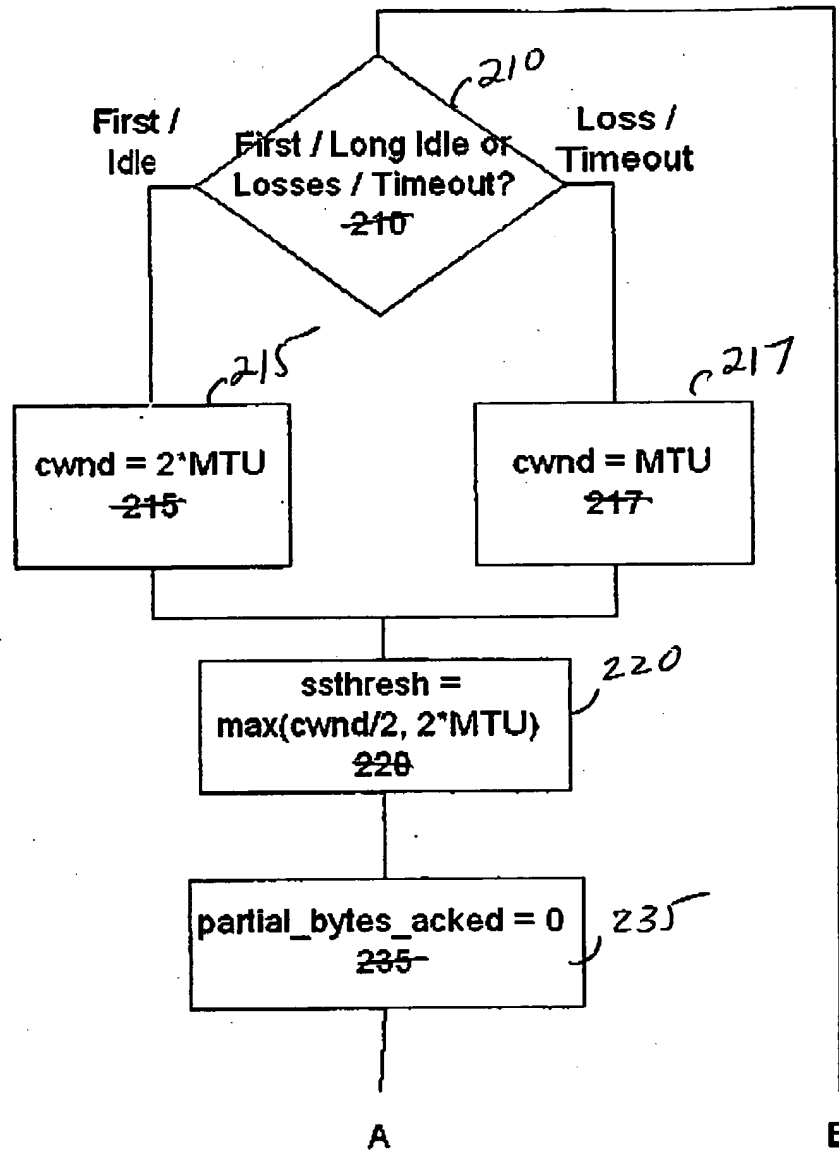 210
First /
Idle
First / Long Idle or
Losses / Timeout?
210
Loss /
Timeout
215
217
cwnd = 2*MTU
215
cwnd = MTU
217
220
ssthresh =
max(cwnd/2, 2*MTU)
220
partial_bytes_acked = 0
235
235
A